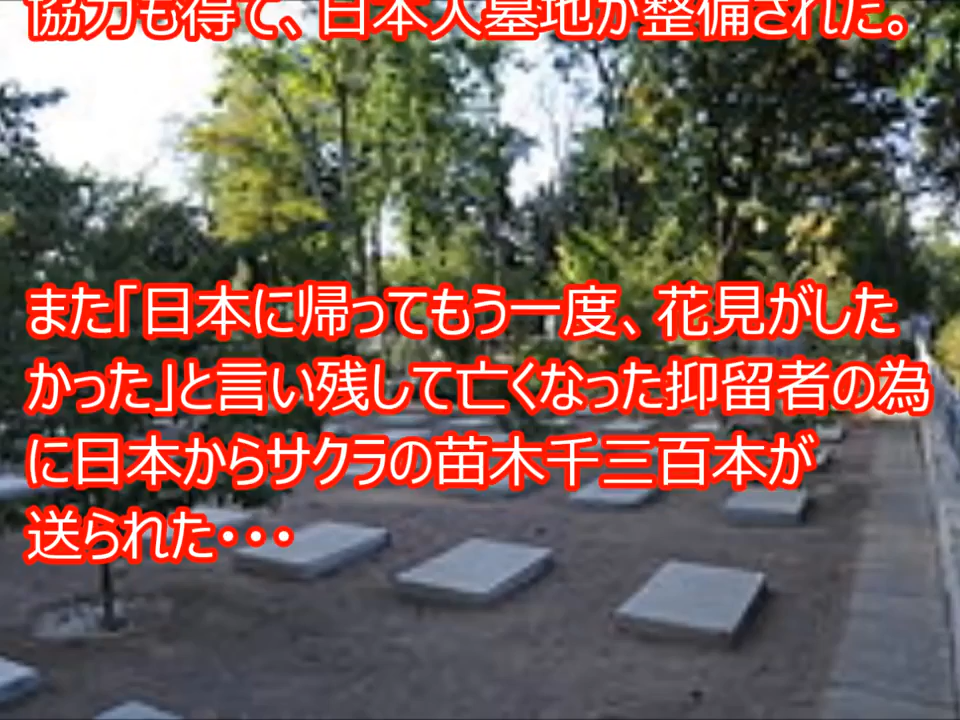 協力も得て、日本人墓地が整備された。
また「日本に帰ってもう一度、花見がした
かった」と言い残して亡くなった抑留者の為
に日本からサクラの苗木千三百本が
送られた・・・